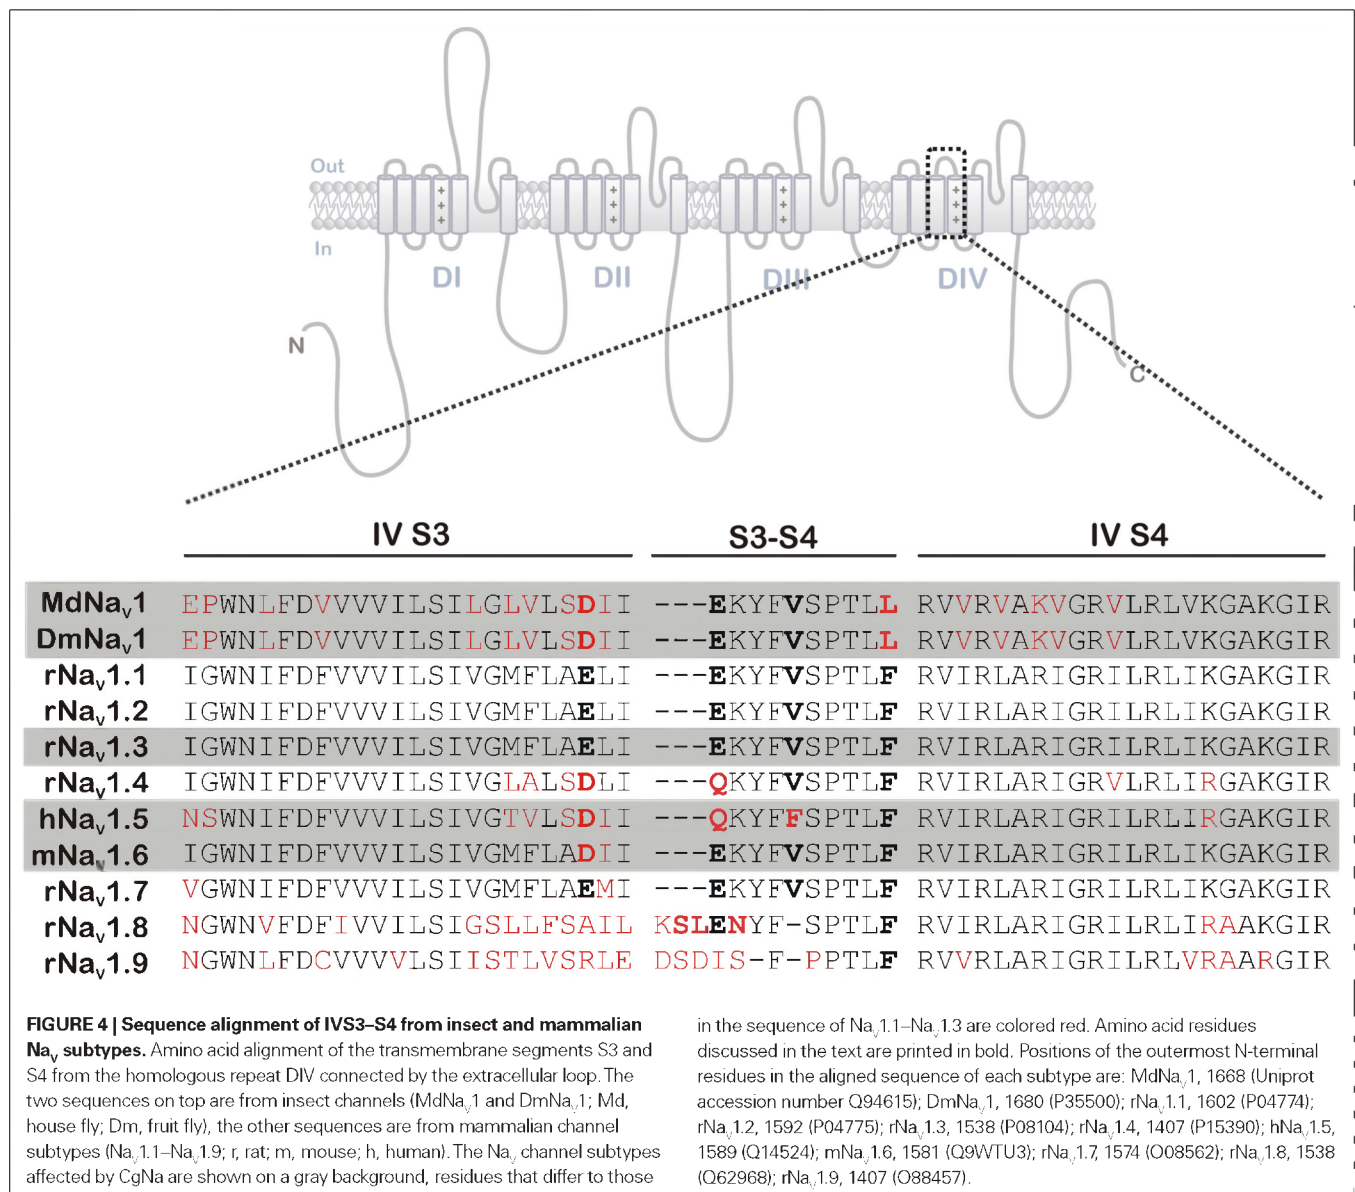 Out
In
+ + + +
+ + + +
+ + + +
DI DII DIII DIV
N
C
IV S3 S3-S4 IV S4
MdNav1 EPWNLFDVVVVILSILGLVLSDII ---EKYFVSPTLL RVVRVAKVGRVLRLVKGAKGIR
DmNav1 EPWNLFDVVVVILSILGLVLSDII ---EKYFVSPTLL RVVRVAKVGRVLRLVKGAKGIR
rNav1.1 IGWNIFDFVVVILSIVGMFLAELI ---EKYFVSPTLF RVIRLARIGRILRLIKGAKGIR
rNav1.2 IGWNIFDFVVVILSIVGMFLAELI ---EKYFVSPTLF RVIRLARIGRILRLIKGAKGIR
rNav1.3 IGWNIFDFVVVILSIVGMFLAELI ---EKYFVSPTLF RVIRLARIGRILRLIKGAKGIR
rNav1.4 IGWNIFDFVVVILSIVGLALSDLI ---QKYFVSPTLF RVIRLARIGRVLRLIRGAKGIR
hNav1.5 NSWNIFDFVVVILSIVGTVLSDII ---QKYFFSPTLF RVIRLARIGRILRLIRGAKGIR
mNav1.6 IGWNIFDFVVVILSIVGMFLADII ---EKYFVSPTLF RVIRLARIGRILRLIKGAKGIR
rNav1.7 VGWNIFDFVVVILSIVGMFLAEMI ---EKYFVSPTLF RVIRLARIGRILRLIKGAKGIR
rNav1.8 NGWNVFDFIVVILSIGSLLFSAIL KSLENYF-SPTLF RVIRLARIGRILRLIRAAKGIR
rNav1.9 NGWNLFDCVVVVLSIISTLVSRLE DSDIS-F-PPTLF RVVRLARIGRILRLVRAARGIR
FIGURE 4 | Sequence alignment of IVS3–S4 from insect and mammalian
Nav subtypes. Amino acid alignment of the transmembrane segments S3 and
S4 from the homologous repeat DIV connected by the extracellular loop. The
two sequences on top are from insect channels (MdNav1 and DmNav1; Md,
house fly; Dm, fruit fly), the other sequences are from mammalian channel
subtypes (Nav1.1–Nav1.9; r, rat; m, mouse; h, human). The Nav channel subtypes
affected by CgNa are shown on a gray background, residues that differ to those
in the sequence of Nav1.1–Nav1.3 are colored red. Amino acid residues
discussed in the text are printed in bold. Positions of the outermost N-terminal
residues in the aligned sequence of each subtype are: MdNav1, 1668 (Uniprot
accession number Q94615); DmNav1, 1680 (P35500); rNav1.1, 1602 (P04774);
rNav1.2, 1592 (P04775); rNav1.3, 1538 (P08104); rNav1.4, 1407 (P15390); hNav1.5,
1589 (Q14524); mNav1.6, 1581 (Q9WTU3); rNav1.7, 1574 (O08562); rNav1.8, 1538
(Q62968); rNav1.9, 1407 (O88457).